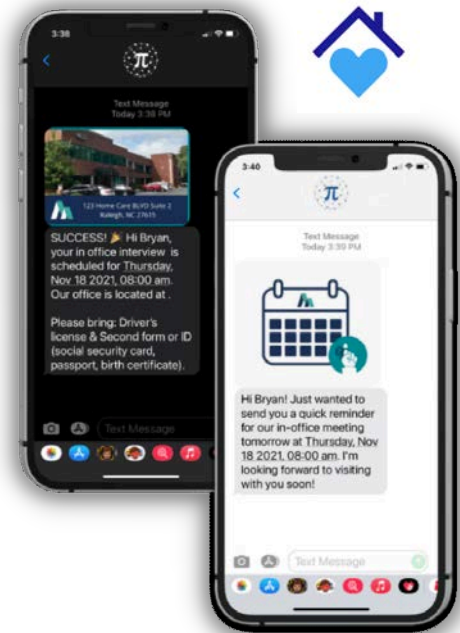 3:38
π
Text Message
Today 3:38 PM
123 Home Care BLVD Suite 2
Raleigh, NC 27615
SUCCESS! 🎉 Hi Bryan,
your in office interview is
scheduled for Thursday,
Nov 18 2021, 08:00 am.
Our office is located at .
Please bring: Driver's
license & Second form or ID
(social security card,
passport, birth certificate).
Text Message
3:40
π
Text Message
Today 3:39 PM
Hi Bryan! Just wanted to
send you a quick reminder
for our in-office meeting
tomorrow at Thursday, Nov
18 2021, 08:00 am. I'm
looking forward to visiting
with you soon!
Text Message